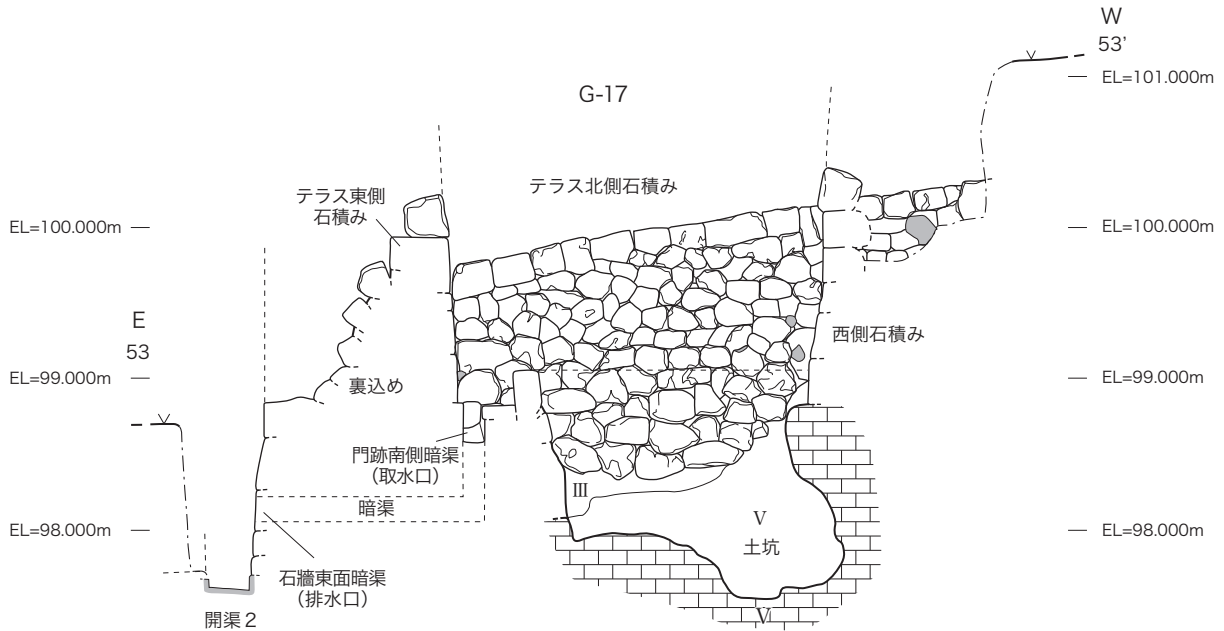 W
53’
EL=101.000m
G-17
テラス東側
石積み
テラス北側石積み
EL=100.000m
EL=100.000m
E
53
西側石積み
EL=99.000m
EL=99.000m
裏込め
門跡南側暗渠
（取水口）
Ⅲ
暗渠
Ⅴ
土坑
EL=98.000m
EL=98.000m
石牆東面暗渠
（排水口）
開渠２
Ⅴ